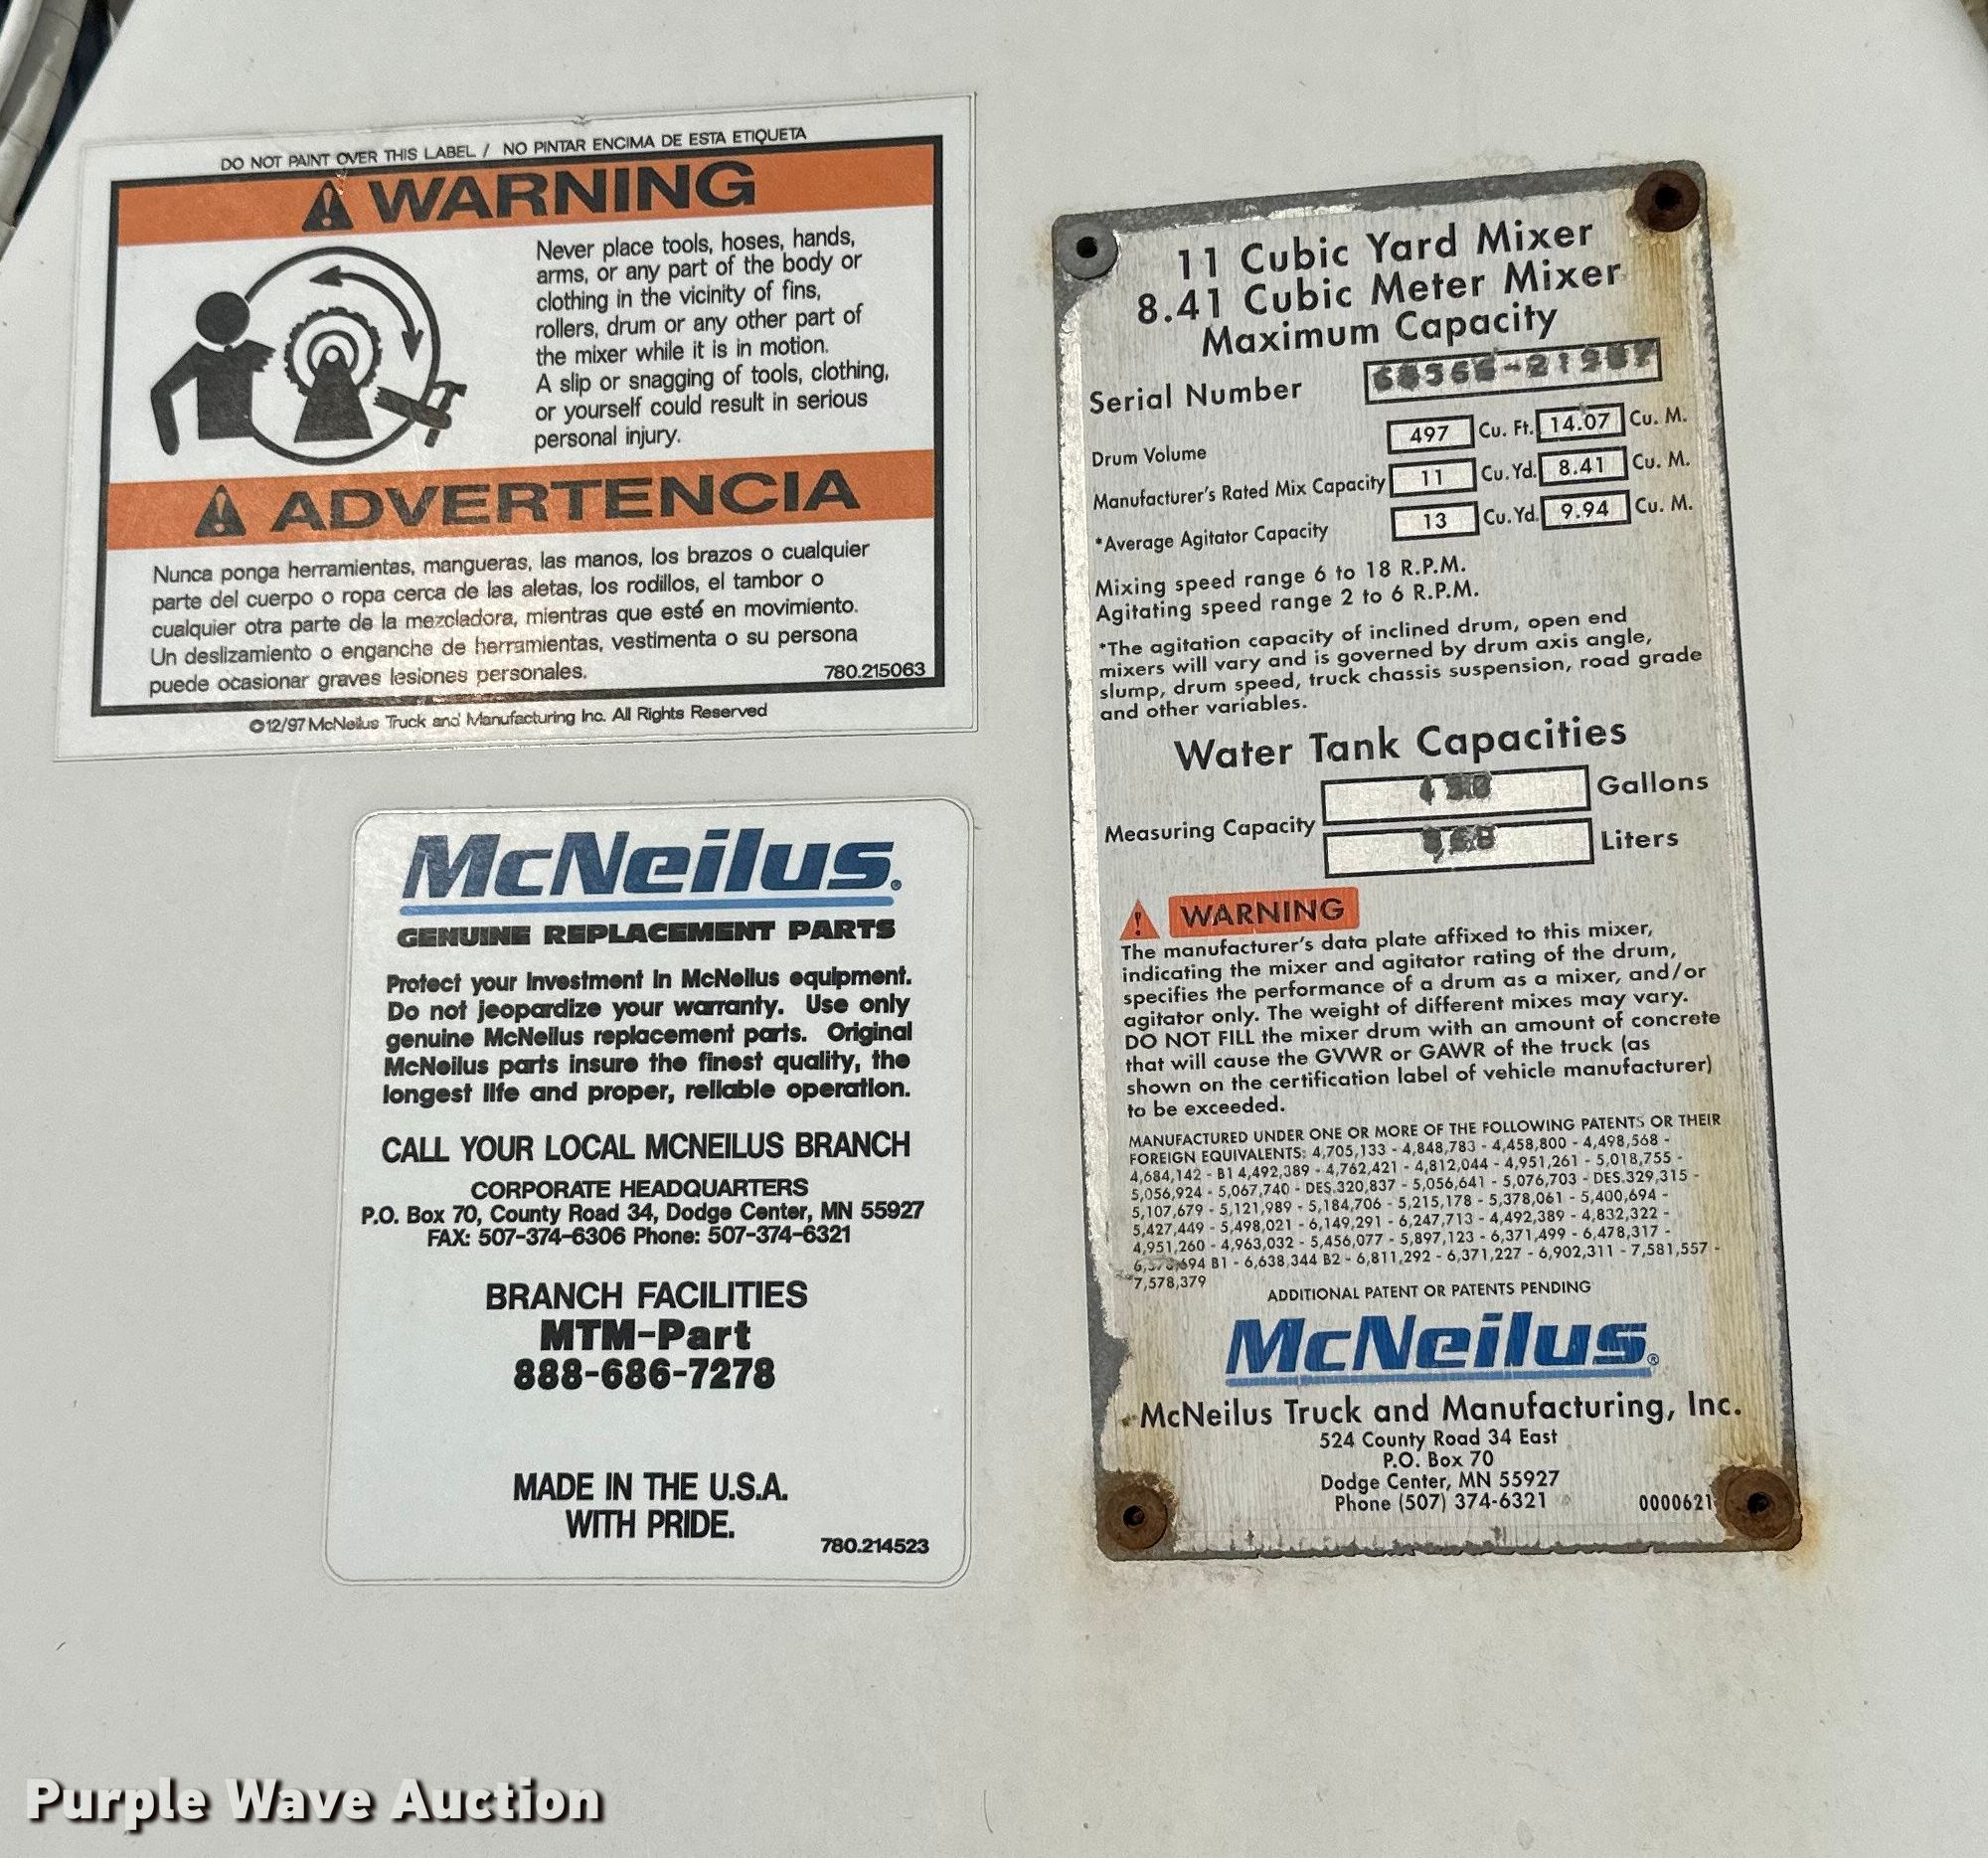 DO NOT PAINT OVER THIS LABEL / NO PINTAR ENCIMA DE ESTA ETIQUETA
WARNING
Never place tools, hoses, hands,
arms, or any part of the body or
clothing in the vicinity of fins,
rollers, drum or any other part of
the mixer while it is in motion.
A slip or snagging of tools, clothing,
or yourself could result in serious
personal injury.
ADVERTENCIA
Nunca ponga herramientas, mangueras, las manos, los brazos o cualquier
parte del cuerpo o ropa cerca de las aletas, los rodillos, el tambor o
cualquier otra parte de la mezcladora, mientras que esté en movimiento.
Un deslizamiento o enganche de herramientas, vestimenta o su persona
puede ocasionar graves lesiones personales.
780.215063
©12/97 McNeilus Truck and Manufacturing Inc. All Rights Reserved
McNeilus®
GENUINE REPLACEMENT PARTS
Protect your investment in McNeilus equipment.
Do not jeopardize your warranty. Use only
genuine McNeilus replacement parts. Original
McNeilus parts insure the finest quality, the
longest life and proper, reliable operation.
CALL YOUR LOCAL MCNEILUS BRANCH
CORPORATE HEADQUARTERS
P.O. Box 70, County Road 34, Dodge Center, MN 55927
FAX: 507-374-6306 Phone: 507-374-6321
BRANCH FACILITIES
MTM-Part
888-686-7278
MADE IN THE U.S.A.
WITH PRIDE.
780.214523
11 Cubic Yard Mixer
8.41 Cubic Meter Mixer
Maximum Capacity
Serial Number
Drum Volume 497 Cu. Ft. 14.07 Cu. M.
Manufacturer's Rated Mix Capacity 11 Cu. Yd. 8.41 Cu. M.
*Average Agitator Capacity 13 Cu. Yd. 9.94 Cu. M.
Mixing speed range 6 to 18 R.P.M.
Agitating speed range 2 to 6 R.P.M.
*The agitation capacity of inclined drum, open end
mixers will vary and is governed by drum axis angle,
slump, drum speed, truck chassis suspension, road grade
and other variables.
Water Tank Capacities
Gallons
Measuring Capacity
Liters
WARNING
The manufacturer's data plate affixed to this mixer,
indicating the mixer and agitator rating of the drum,
specifies the performance of a drum as a mixer, and/or
agitator only. The weight of different mixes may vary.
DO NOT FILL the mixer drum with an amount of concrete
that will cause the GVWR or GAWR of the truck (as
shown on the certification label of vehicle manufacturer)
to be exceeded.
MANUFACTURED UNDER ONE OR MORE OF THE FOLLOWING PATENTS OR THEIR
FOREIGN EQUIVALENTS: 4,705,133 - 4,848,783 - 4,458,800 - 4,498,568 -
4,684,142 - B1 4,492,389 - 4,762,421 - 4,812,044 - 4,951,261 - 5,018,755 -
5,056,924 - 5,067,740 - DES.320,837 - 5,056,641 - 5,076,703 - DES.329,315 -
5,107,679 - 5,121,989 - 5,184,706 - 5,215,178 - 5,378,061 - 5,400,694 -
5,427,449 - 5,498,021 - 6,149,291 - 6,247,713 - 4,492,389 - 4,832,322 -
4,951,260 - 4,963,032 - 5,456,077 - 5,897,123 - 6,371,499 - 6,478,317 -
B1 - 6,638,344 B2 - 6,811,292 - 6,371,227 - 6,902,311 - 7,581,557 -
7,578,379
ADDITIONAL PATENT OR PATENTS PENDING
McNeilus®
McNeilus Truck and Manufacturing, Inc.
524 County Road 34 East
P.O. Box 70
Dodge Center, MN 55927
Phone (507) 374-6321
0000621
Purple Wave Auction